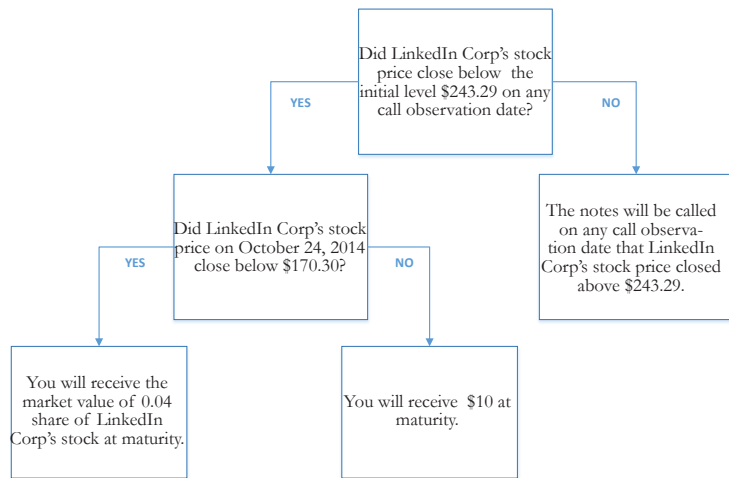 Did LinkedIn Corp's stock
price close below the
initial level $243.29 on any
call observation date?
YES
NO
Did LinkedIn Corp's stock
price on October 24, 2014
close below $170.30?
The notes will be called
on any call observa-
tion date that LinkedIn
Corp's stock price closed
above $243.29.
YES
NO
You will receive the
market value of 0.04
share of LinkedIn
Corp's stock at maturity.
You will receive $10 at
maturity.